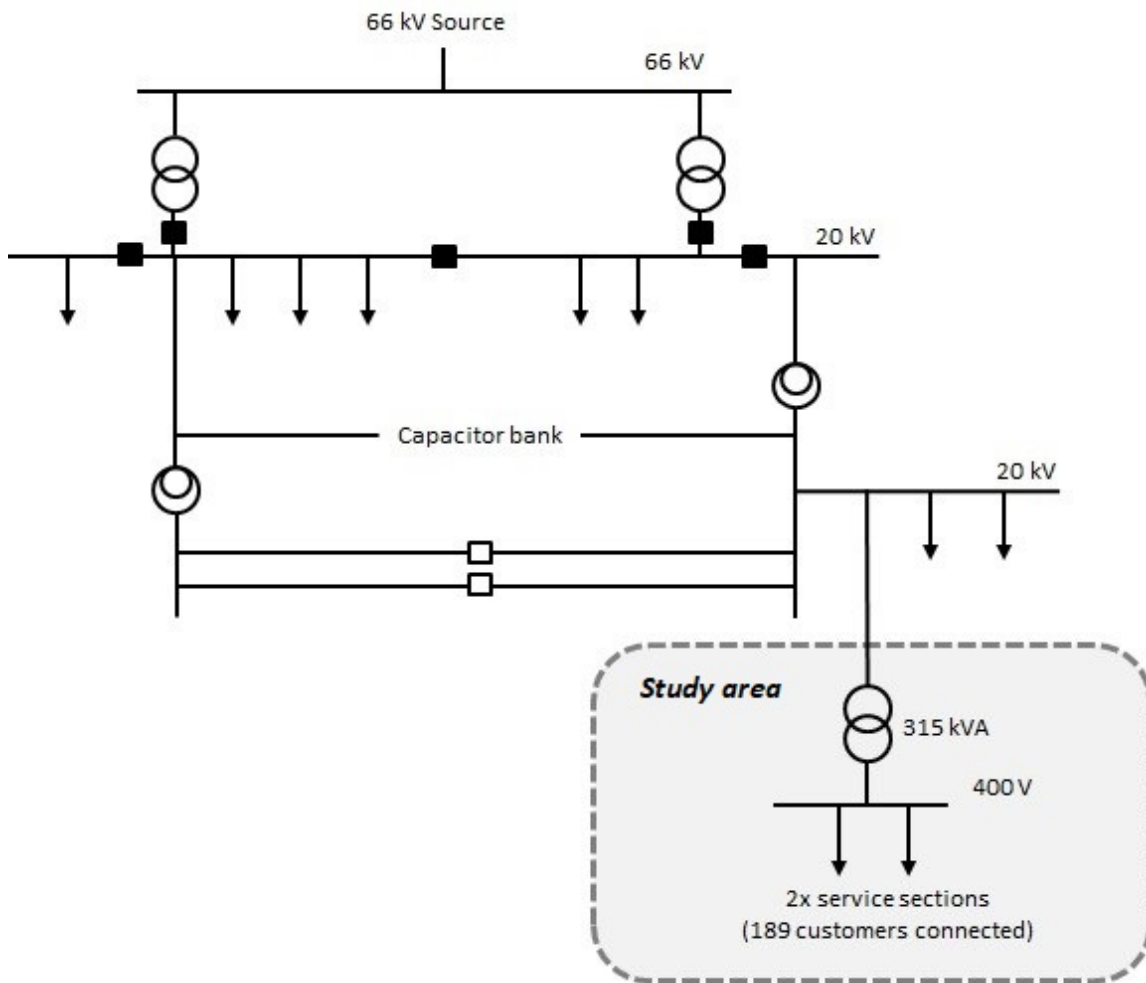 66 kV Source
66 kV
20 kV
Capacitor bank
20 kV
Study area
315 kVA
400 V
2x service sections
(189 customers connected)